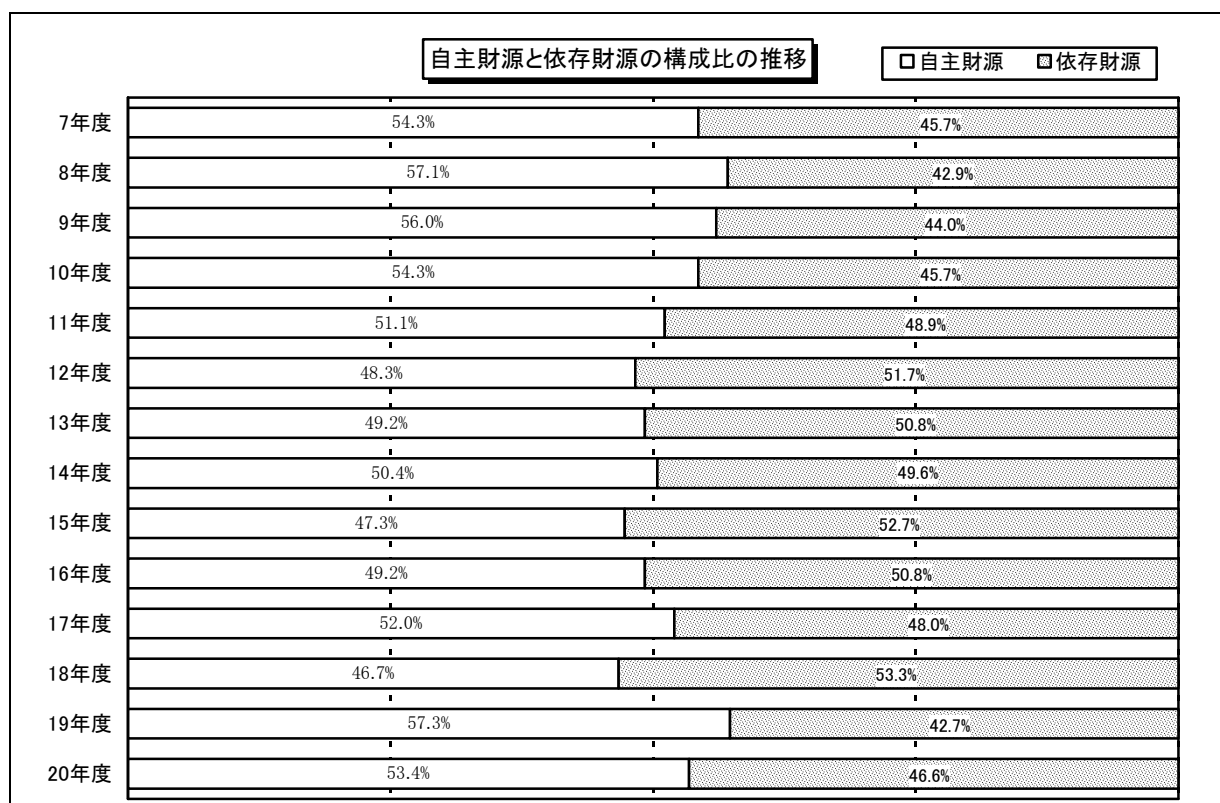 自主財源と依存財源の構成比の推移
自主財源 依存財源
7年度 54.3% 45.7%
8年度 57.1% 42.9%
9年度 56.0% 44.0%
10年度 54.3% 45.7%
11年度 51.1% 48.9%
12年度 48.3% 51.7%
13年度 49.2% 50.8%
14年度 50.4% 49.6%
15年度 47.3% 52.7%
16年度 49.2% 50.8%
17年度 52.0% 48.0%
18年度 46.7% 53.3%
19年度 57.3% 42.7%
20年度 53.4% 46.6%